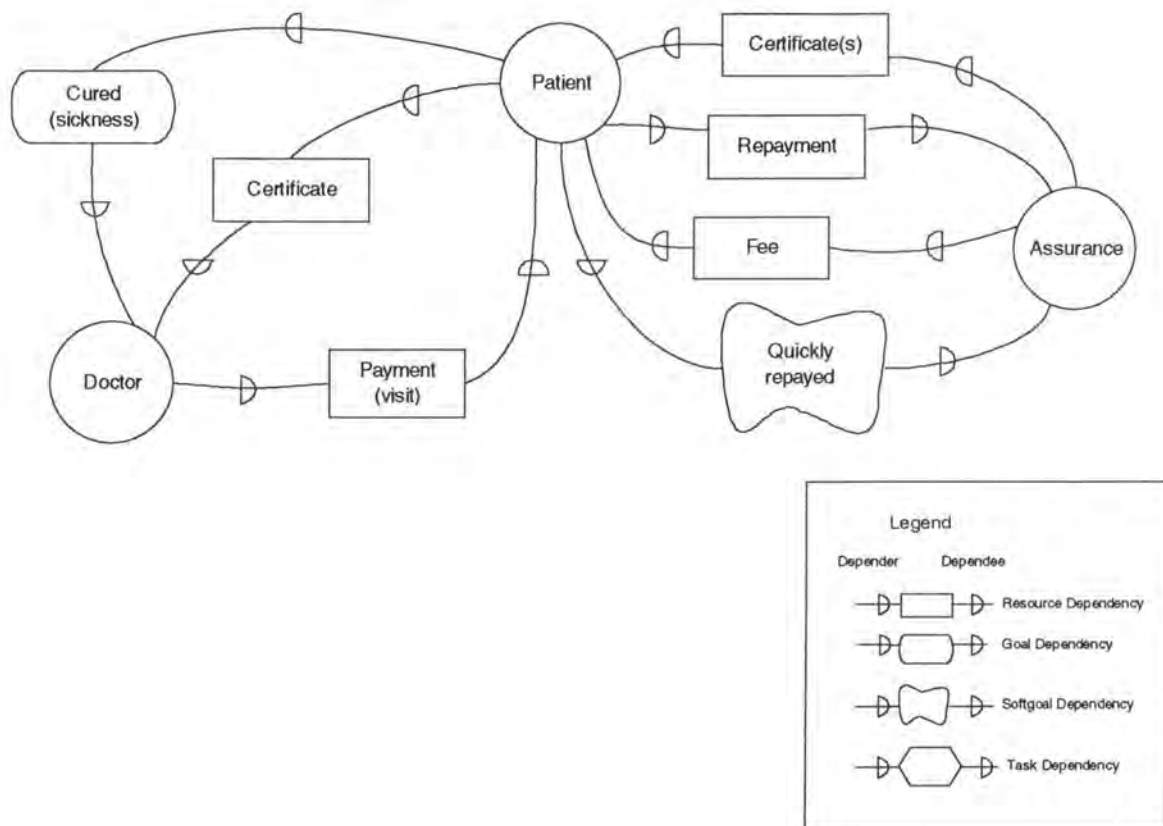 Certificate(s)
Patient
Cured
(sickness)
Repayment
Certificate
Fee
Assurance
Quickly
repayed
Doctor
Payment
(visit)
Legend
Depender
Dependee
Resource Dependency
Goal Dependency
Softgoal Dependency
Task Dependency